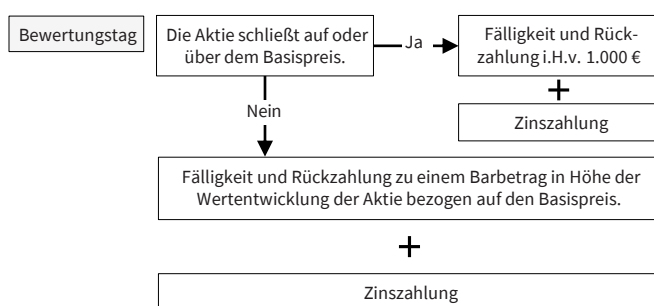 Bewertungstag
Die Aktie schließt auf oder
über dem Basispreis.
Ja
Fälligkeit und Rück-
zahlung i.H.v. 1.000 €
+
Zinszahlung
Nein
Fälligkeit und Rückzahlung zu einem Barbetrag in Höhe der
Wertentwicklung der Aktie bezogen auf den Basispreis.
+
Zinszahlung